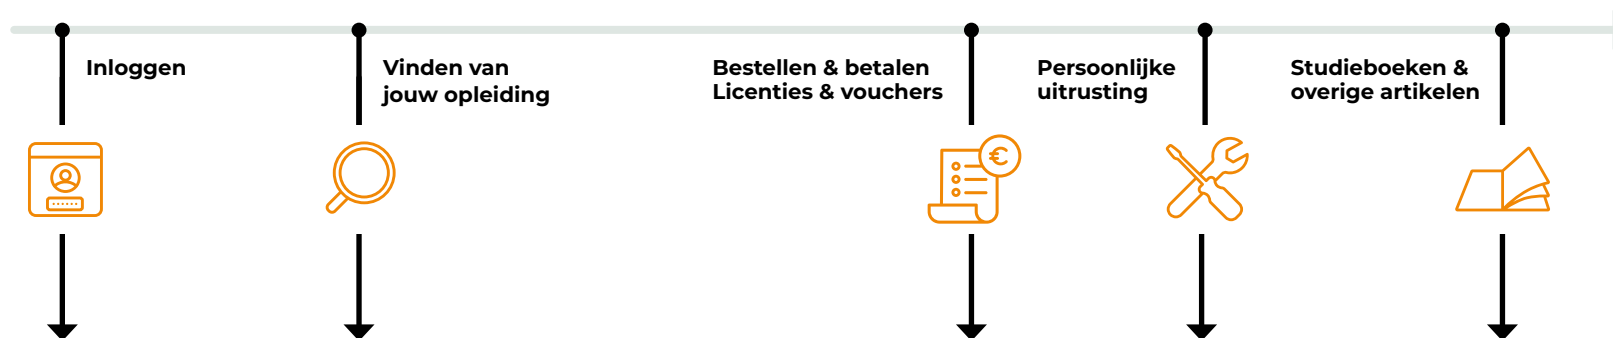 Inloggen
Vinden van
jouw opleiding
Bestellen & betalen
Licenties & vouchers
Persoonlijke
uitrusting
Studieboeken &
overige artikelen
€